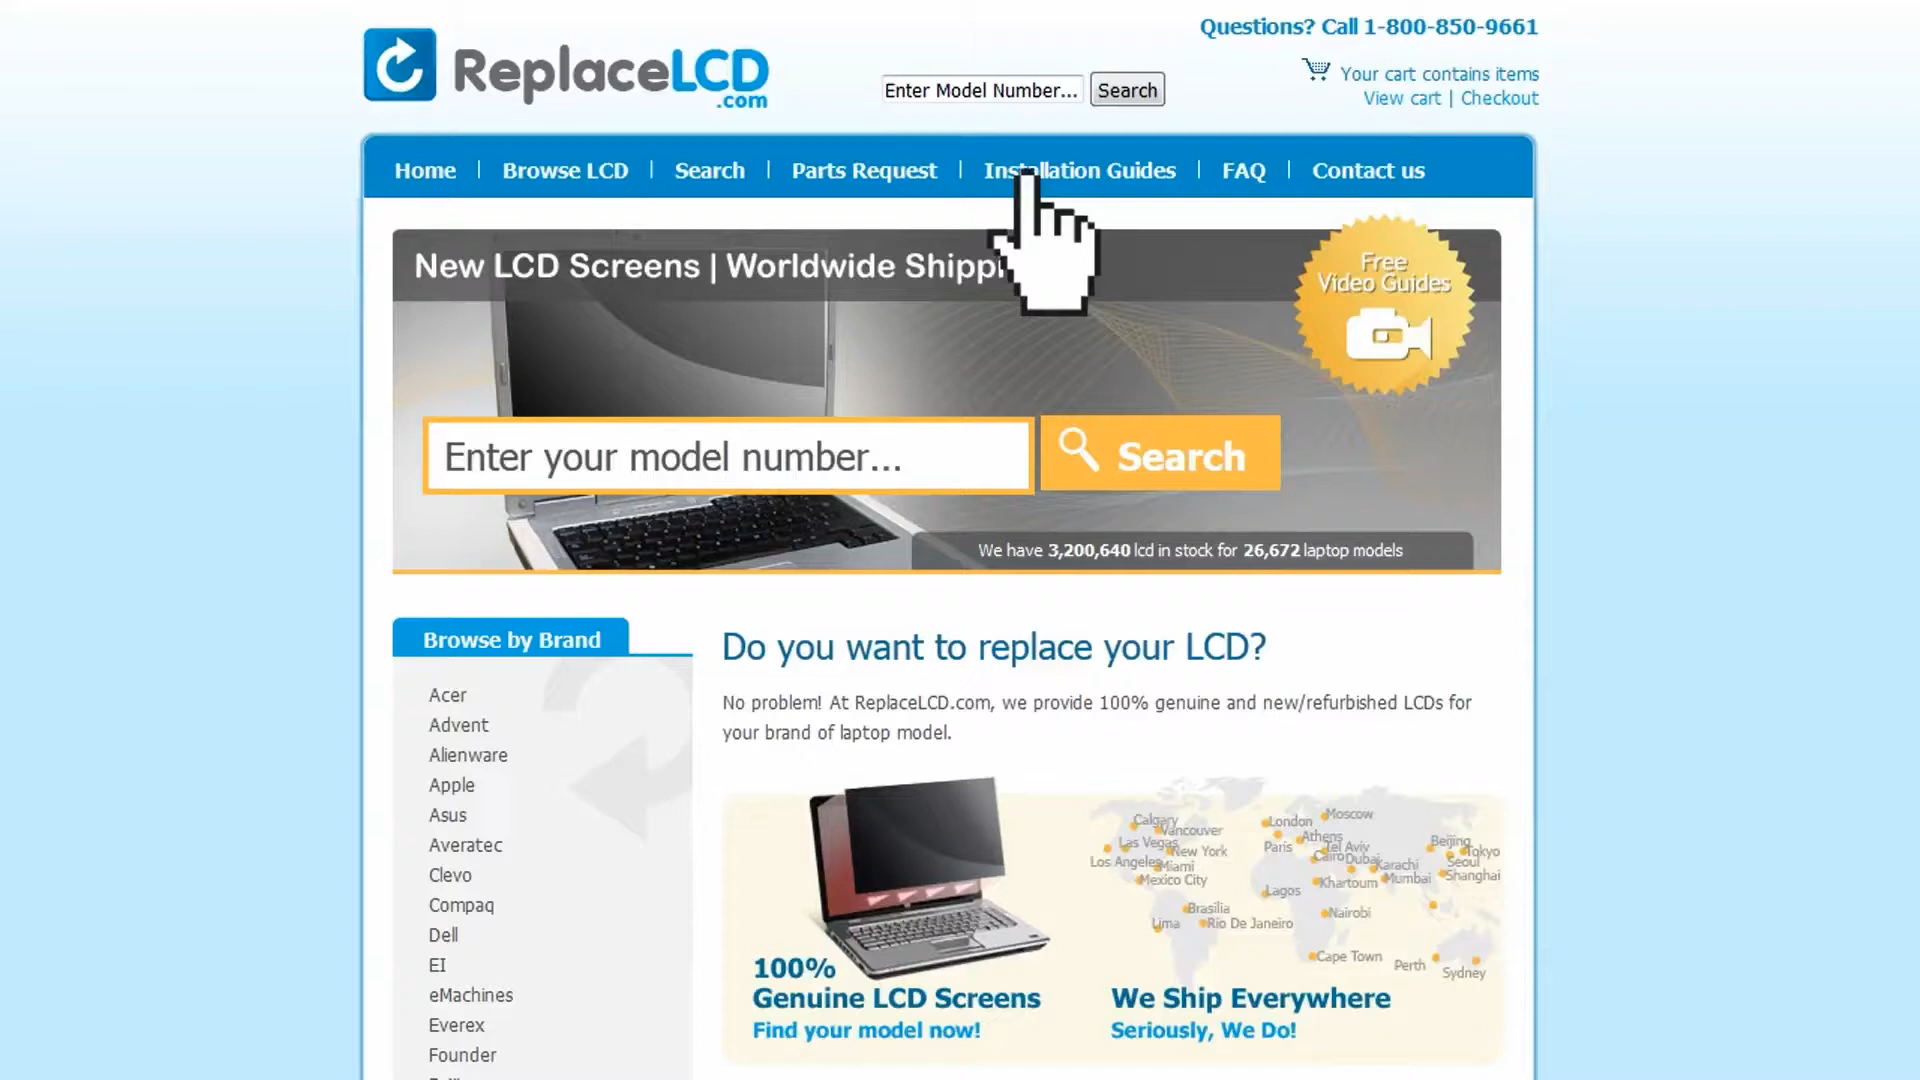 Questions? Call 1-800-850-9661
ReplaceLCD
.com
Enter Model Number...
Search
Your cart contains items
View cart | Checkout
Home | Browse LCD | Search | Parts Request | Installation Guides | FAQ | Contact us
New LCD Screens | Worldwide Shippi
Free
Video Guides
Enter your model number...
Search
We have 3,200,640 lcd in stock for 26,672 laptop models
Browse by Brand
Acer
Advent
Alienware
Apple
Asus
Averatec
Clevo
Compaq
Dell
EI
eMachines
Everex
Founder
Do you want to replace your LCD?
No problem! At ReplaceLCD.com, we provide 100% genuine and new/refurbished LCDs for
your brand of laptop model.
100%
Genuine LCD Screens
Find your model now!
Calgary
Vancouver
Las Vegas
New York
Los Angeles
Miami
Mexico City
Brasilia
Lima
Rio De Janeiro
London
Moscow
Athens
Paris
Tel Aviv
Cairo
Dubai
Karachi
Lagos
Khartoum
Mumbai
Nairobi
Cape Town
Beijing
Tokyo
Seoul
Shanghai
Perth
Sydney
We Ship Everywhere
Seriously, We Do!